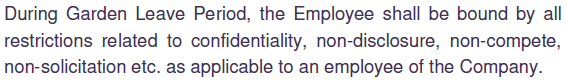 During Garden Leave Period, the Employee shall be bound by all
restrictions related to confidentiality, non-disclosure, non-compete,
non-solicitation etc. as applicable to an employee of the Company.